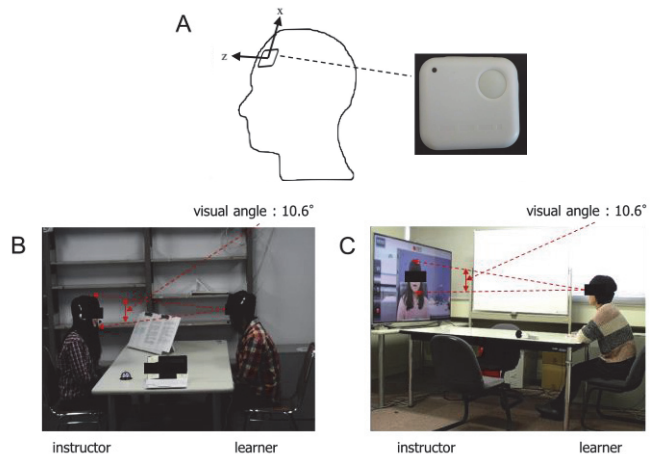 A
x
z
visual angle : 10.6°
visual angle : 10.6°
B
C
instructor
learner
instructor
learner